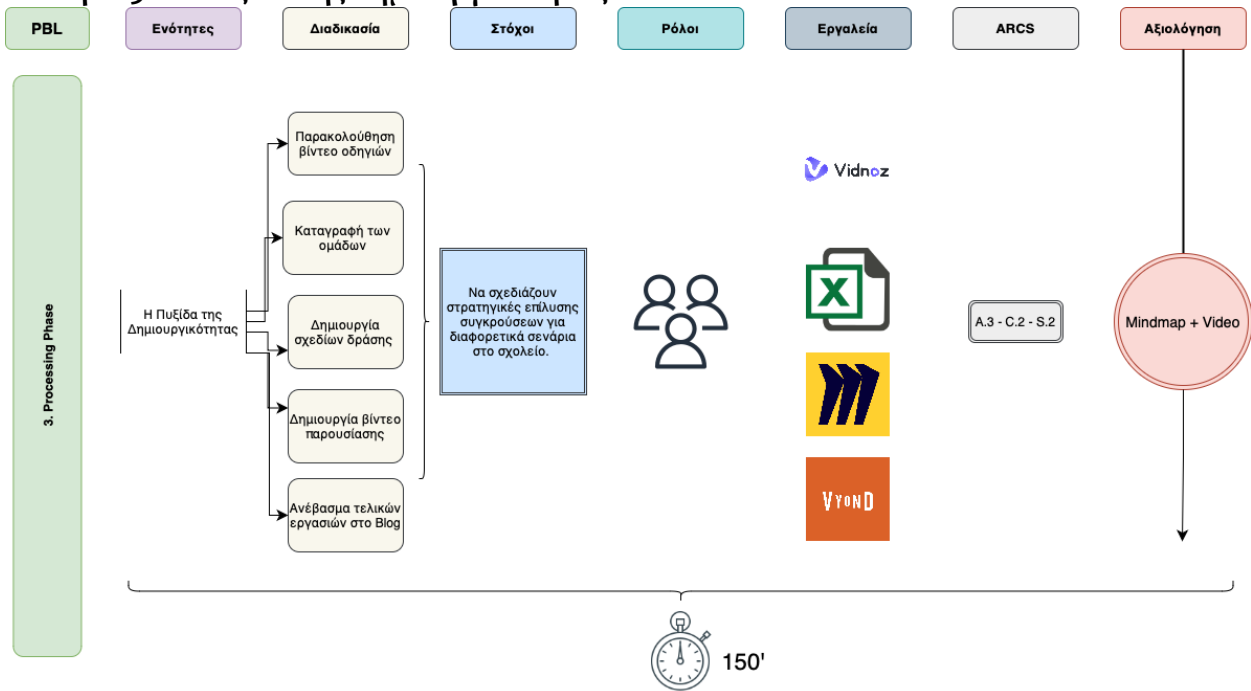 PBL
Ενότητες
Διαδικασία
Στόχοι
Ρόλοι
Εργαλεία
ARCS
Αξιολόγηση
3. Processing Phase
Η Πυξίδα της
Δημιουργικότητας
Παρακολούθηση
βίντεο οδηγιών
Καταγραφή των
ομάδων
Δημιουργία
σχεδίων δράσης
Δημιουργία βίντεο
παρουσίασης
Ανέβασμα τελικών
εργασιών στο Blog
Να σχεδιάζουν
στρατηγικές επίλυσης
συγκρούσεων για
διαφορετικά σενάρια
στο σχολείο.
Vidnoz
X
VYOND
A.3 - C.2 - S.2
Mindmap + Video
150'